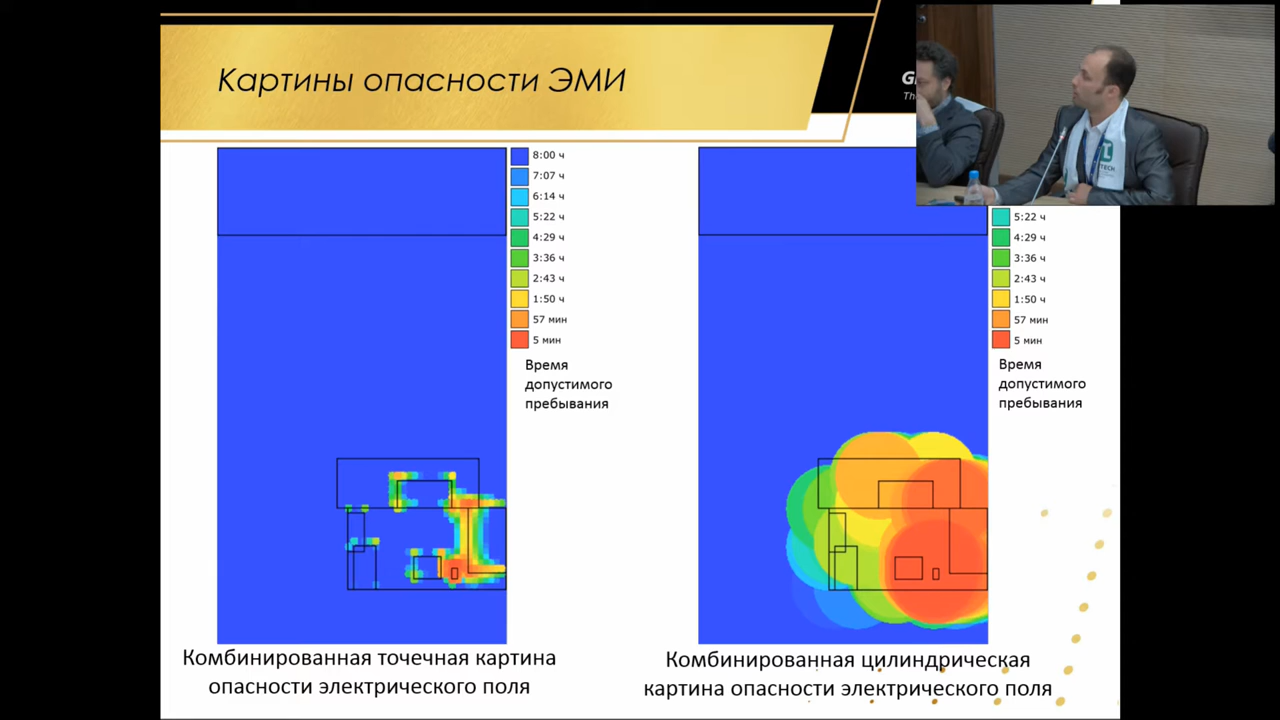 Картины опасности ЭМИ
8:00 ч
7:07 ч
6:14 ч
5:22 ч
4:29 ч
3:36 ч
2:43 ч
1:50 ч
57 мин
5 мин
Время
допустимого
пребывания
5:22 ч
4:29 ч
3:36 ч
2:43 ч
1:50 ч
57 мин
5 мин
Время
допустимого
пребывания
Комбинированная точечная картина
опасности электрического поля
Комбинированная цилиндрическая
картина опасности электрического поля